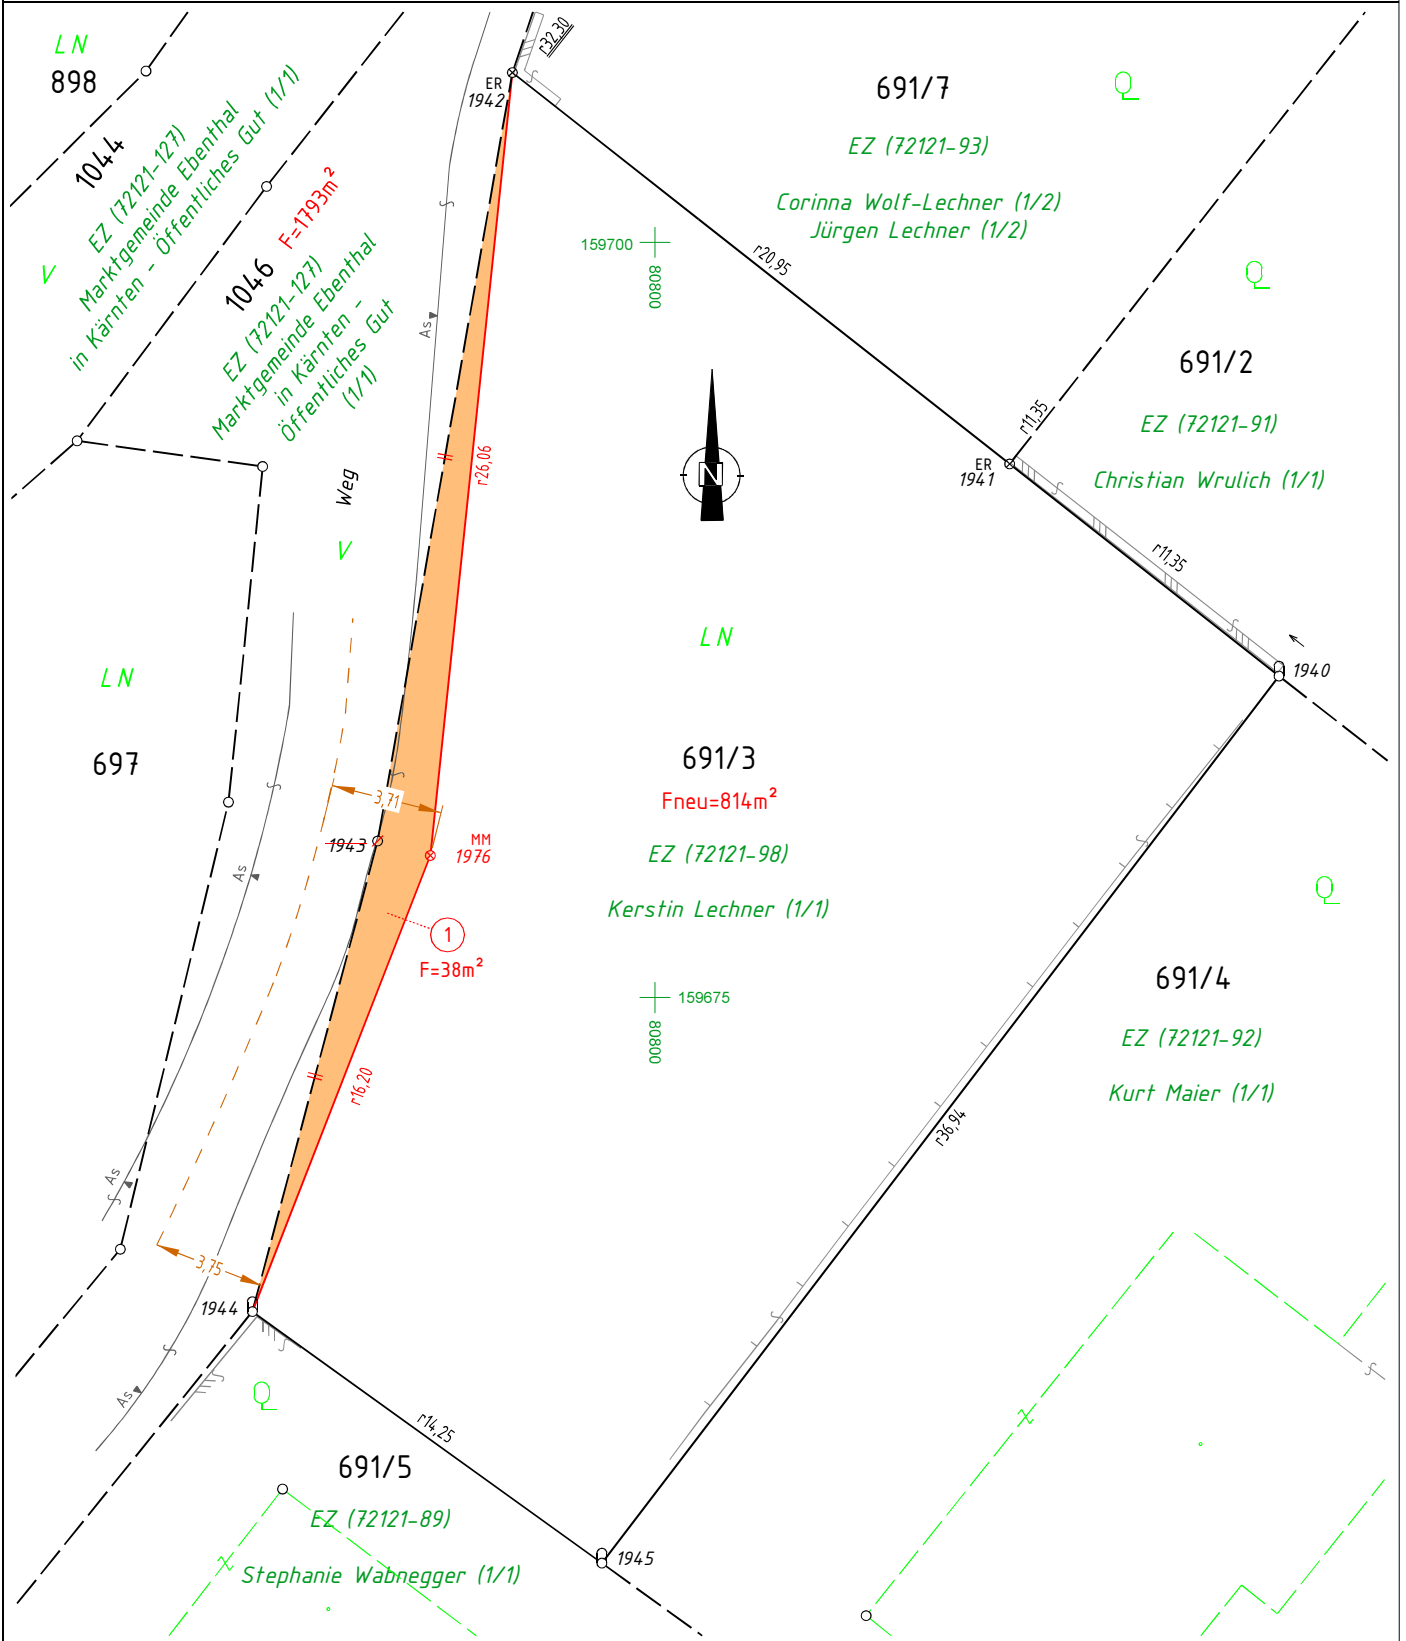 LN
898
1044
EZ (72121-127)
Marktgemeinde Ebenthal
in Kärnten - Öffentliches Gut (1/1)
V
1046
F=1793m²
EZ (72121-127)
Marktgemeinde Ebenthal
in Kärnten -
Öffentliches Gut
(1/1)
ER
1942
r32,30
691/7
EZ (72121-93)
Corinna Wolf-Lechner (1/2)
Jürgen Lechner (1/2)
159700
80800
r20,95
As
r26,06
N
Weg
V
r11,35
ER
1941
691/2
EZ (72121-91)
Christian Wrulich (1/1)
r11,35
1940
LN
LN
697
691/3
Fneu=814m²
EZ (72121-98)
Kerstin Lechner (1/1)
3,71
1943
MM
1976
1
F=38m²
As
159675
80800
691/4
EZ (72121-92)
Kurt Maier (1/1)
r16,20
r36,94
As
3,75
1944
As
r14,25
691/5
EZ (72121-89)
Stephanie Wabnegger (1/1)
1945